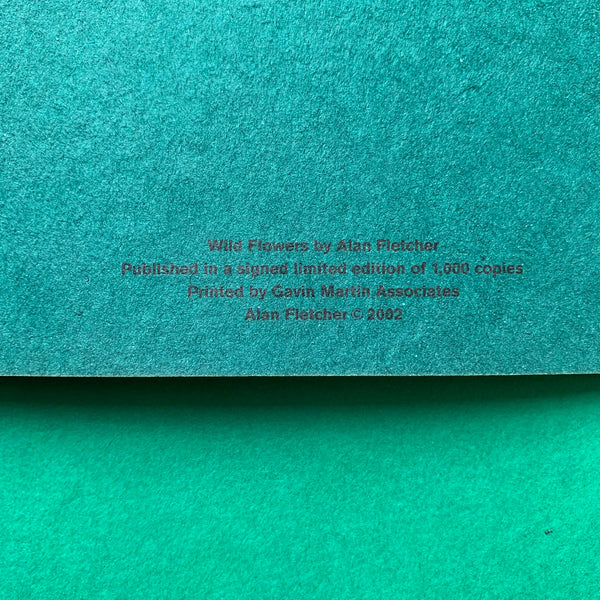 Wild Flowers by Alan Fletcher
Published in a signed limited edition of 1,000 copies
Printed by Gavin Martin Associates
Alan Fletcher © 2002